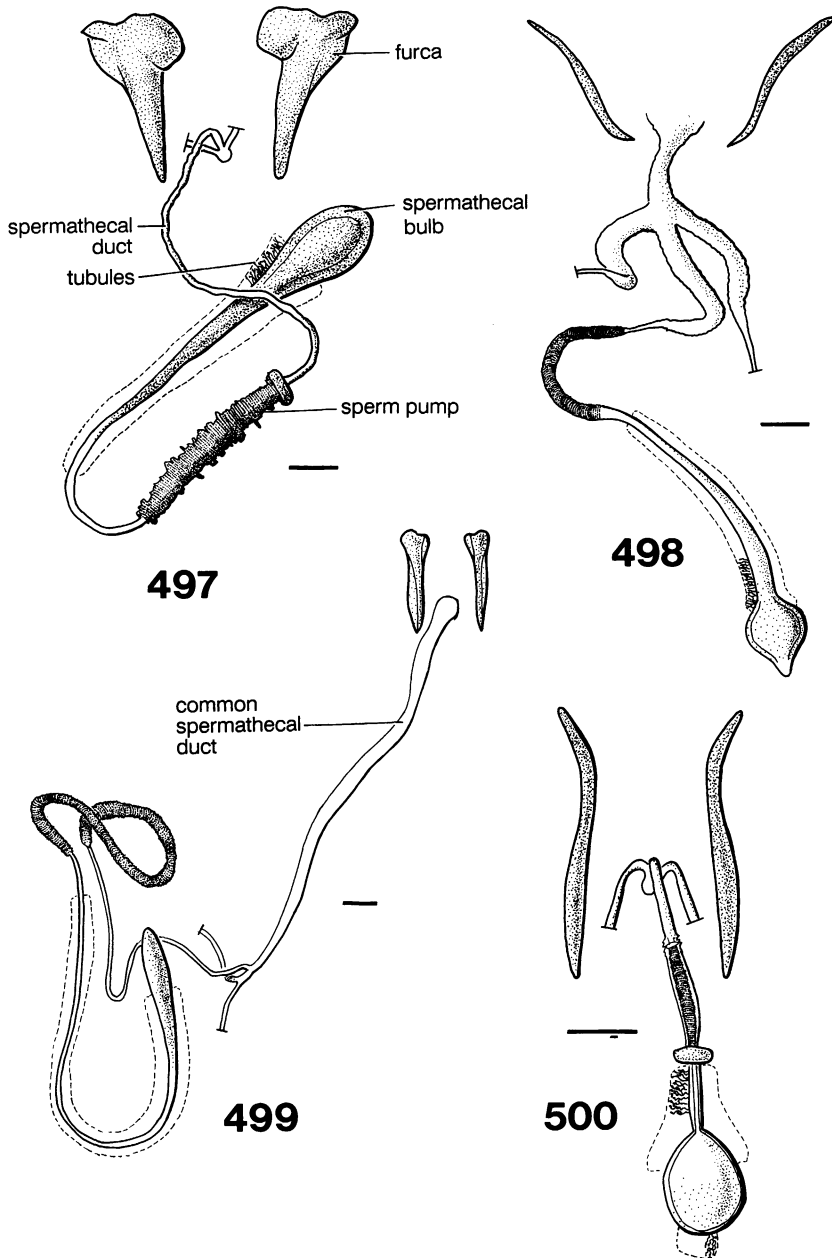 furca
spermathecal
duct
spermathecal
bulb
tubules
sperm pump
497
498
common
spermathecal
duct
499
500